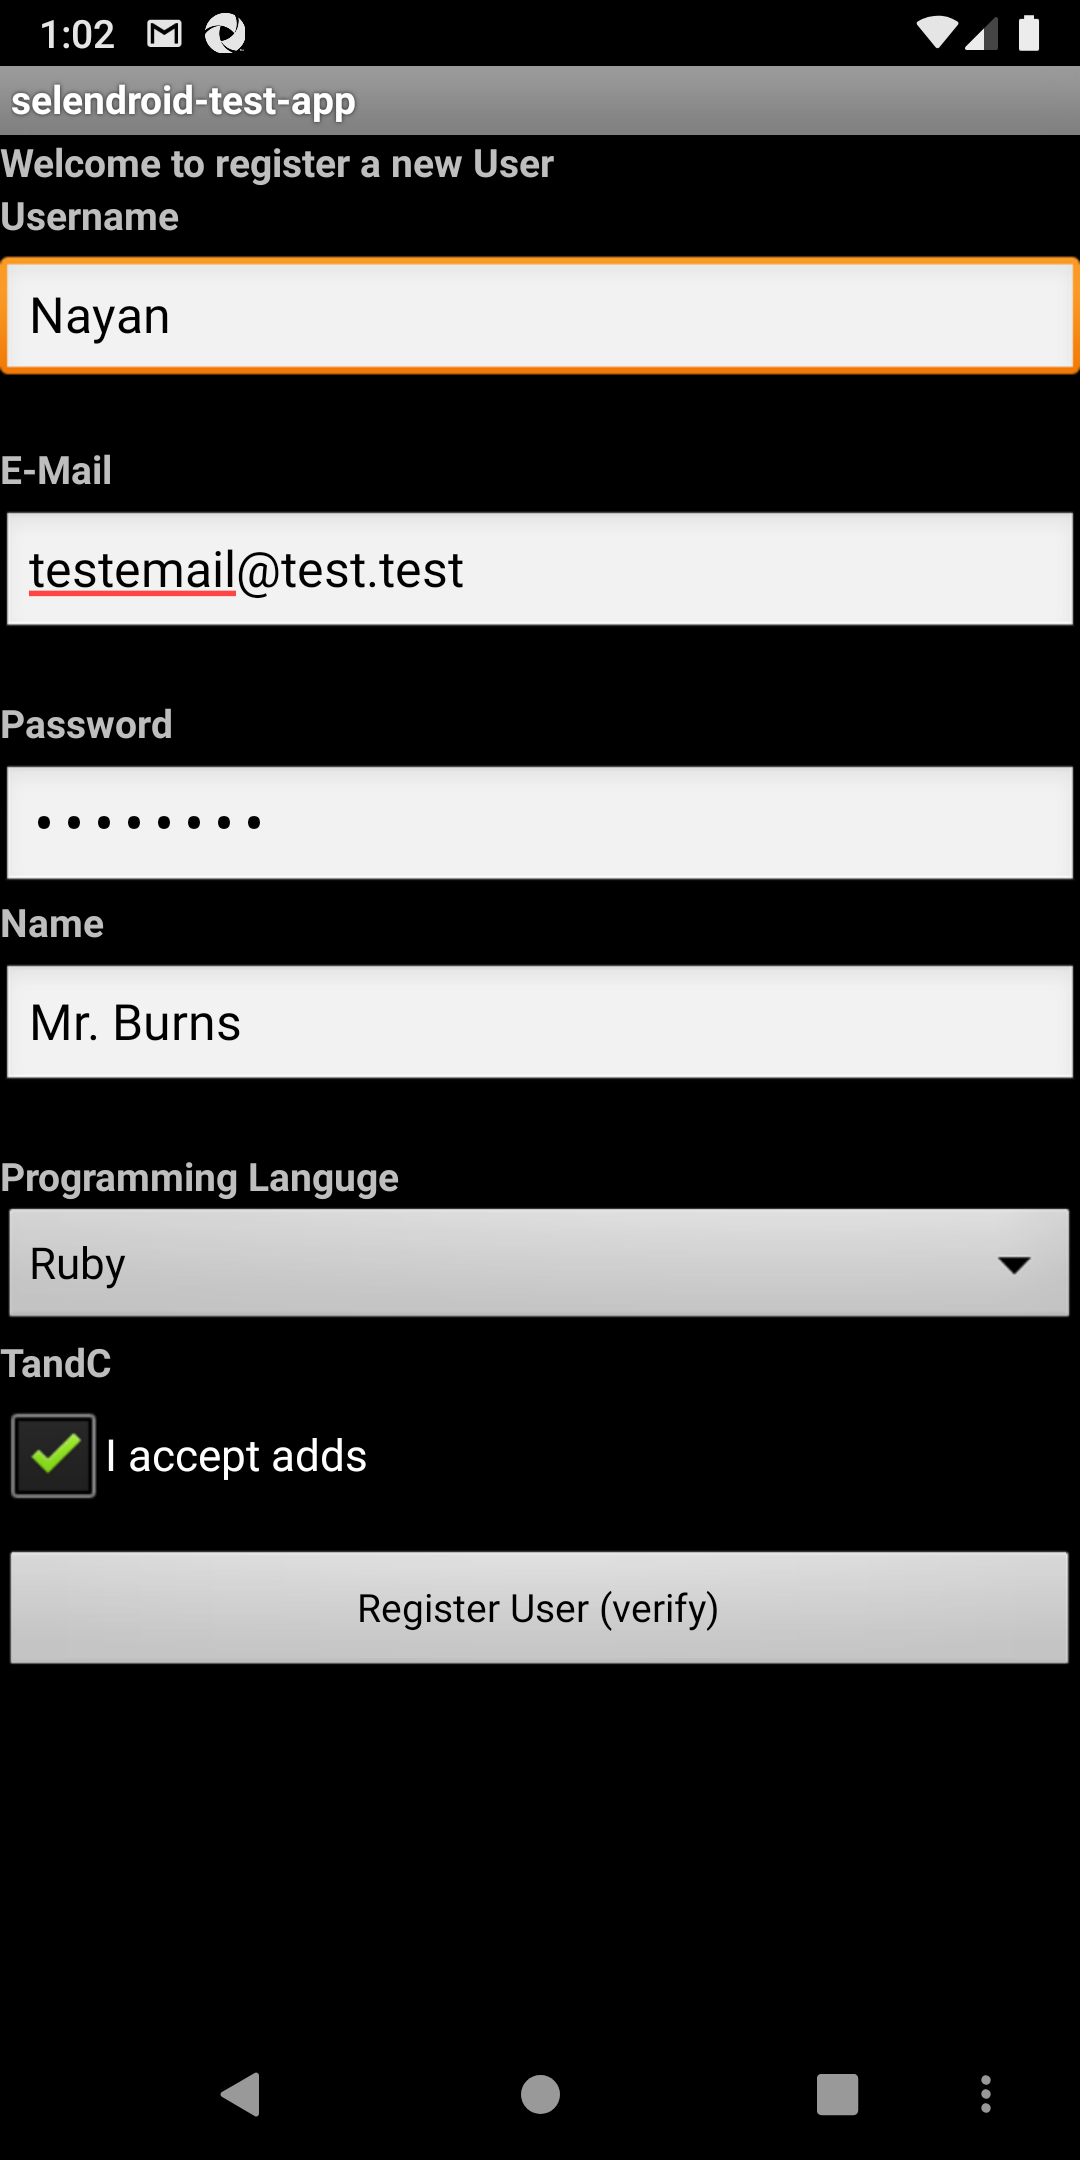 1:02
selendroid-test-app
Welcome to register a new User
Username
Nayan
E-Mail
testemail@test.test
Password
••••••••
Name
Mr. Burns
Programming Languge
Ruby
TandC
I accept adds
Register User (verify)